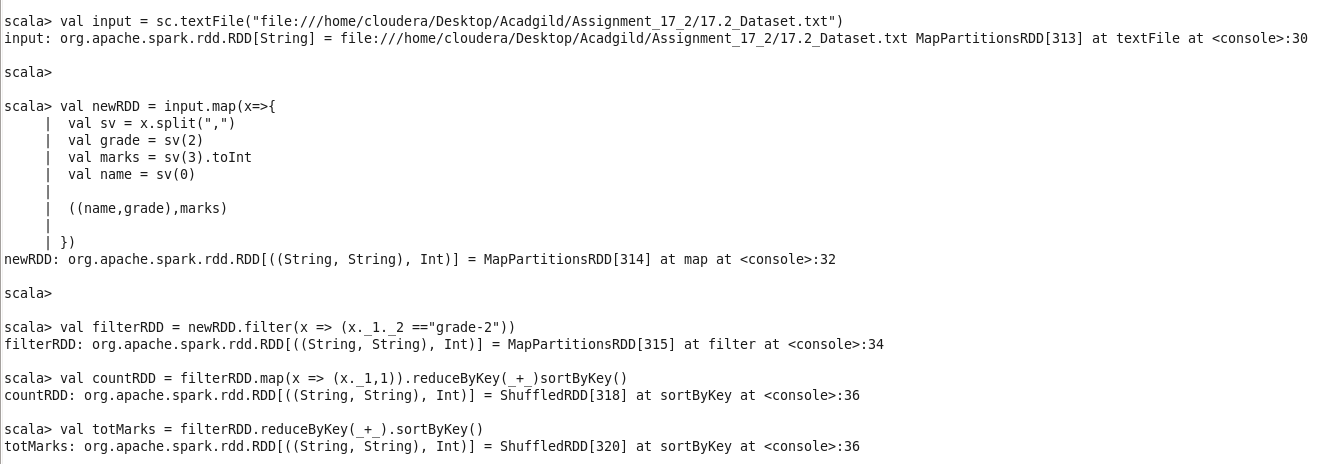 scala> val input = sc.textFile("file:///home/cloudera/Desktop/Acadgild/Assignment_17_2/17.2_Dataset.txt")
input: org.apache.spark.rdd.RDD[String] = file:///home/cloudera/Desktop/Acadgild/Assignment_17_2/17.2_Dataset.txt MapPartitionsRDD[313] at textFile at <console>:30
scala>
scala> val newRDD = input.map(x=>{
     |  val sv = x.split(",")
     |  val grade = sv(2)
     |  val marks = sv(3).toInt
     |  val name = sv(0)
     |
     |  ((name,grade),marks)
     |
     | })
newRDD: org.apache.spark.rdd.RDD[((String, String), Int)] = MapPartitionsRDD[314] at map at <console>:32
scala>
scala> val filterRDD = newRDD.filter(x => (x._1._2 =="grade-2"))
filterRDD: org.apache.spark.rdd.RDD[((String, String), Int)] = MapPartitionsRDD[315] at filter at <console>:34
scala> val countRDD = filterRDD.map(x => (x._1,1)).reduceByKey(_+_)sortByKey()
countRDD: org.apache.spark.rdd.RDD[((String, String), Int)] = ShuffledRDD[318] at sortByKey at <console>:36
scala> val totMarks = filterRDD.reduceByKey(_+_).sortByKey()
totMarks: org.apache.spark.rdd.RDD[((String, String), Int)] = ShuffledRDD[320] at sortByKey at <console>:36